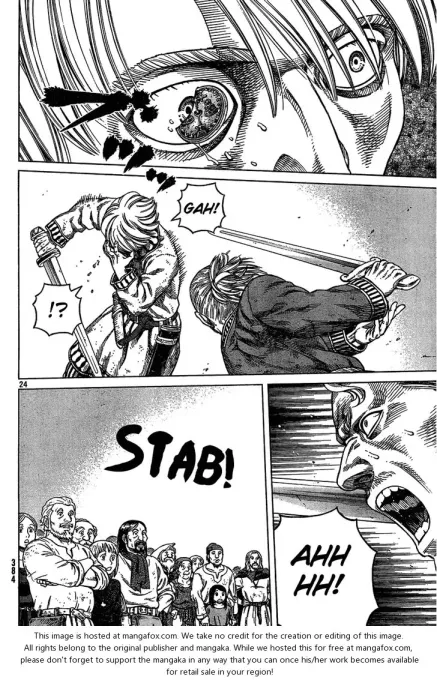 GAH!
!?
24
STAB!
384
AHH
HH!
This image is hosted at mangafox.com. We take no credit for the creation or editing of this image.
All rights belong to the original publisher and mangaka. While we hosted this for free at mangafox.com,
please don't forget to support the mangaka in any way that you can once his/her work becomes available
for retail sale in your region!